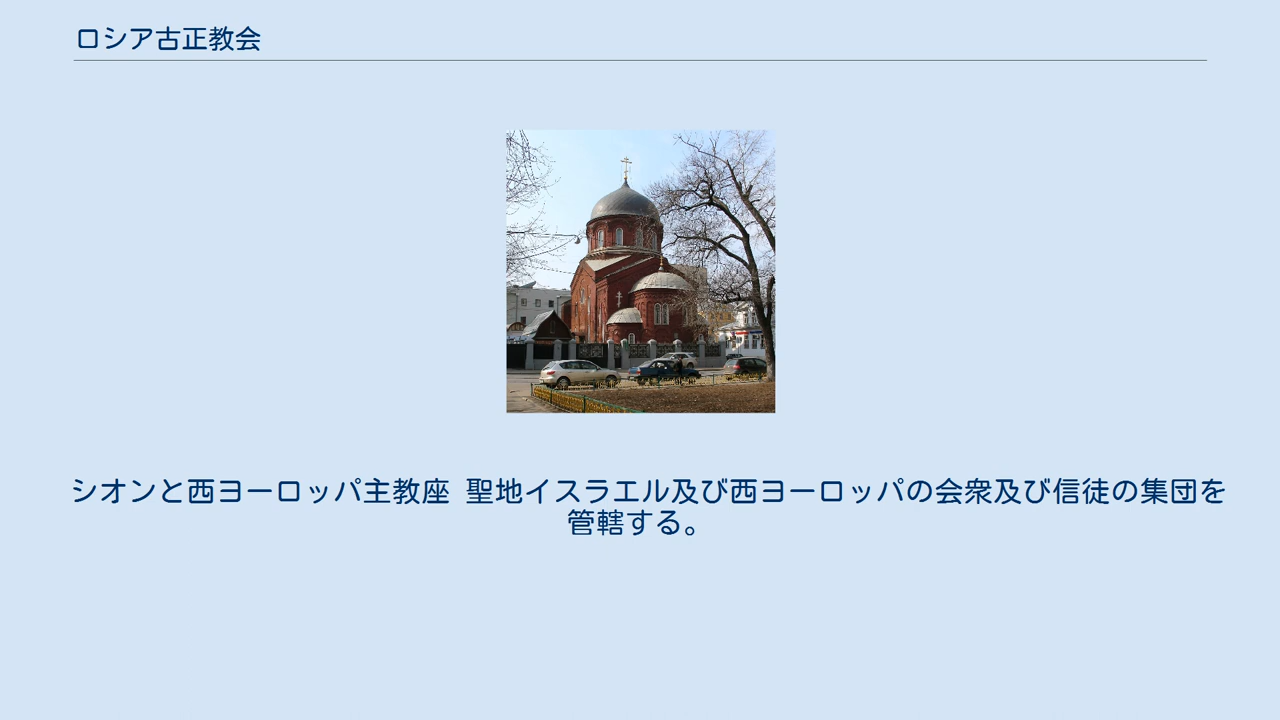 ロシア古正教会
シオンと西ヨーロッパ主教座 聖地イスラエル及び西ヨーロッパの会衆及び信徒の集団を
管轄する。